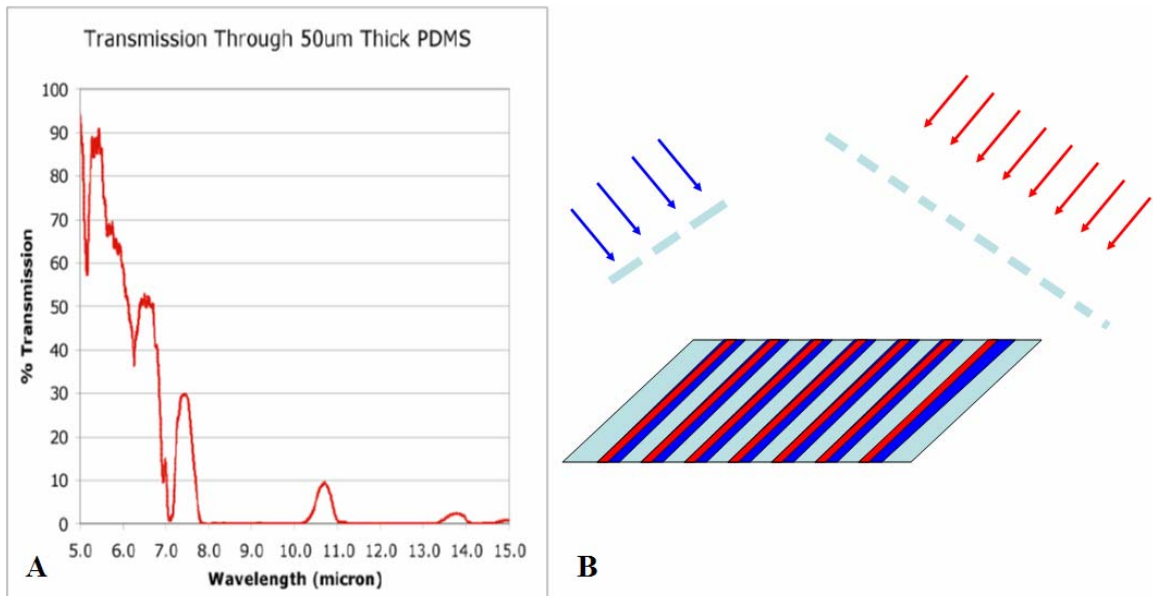 Transmission Through 50um Thick PDMS
100
90
80
70
60
50
40
30
20
10
0
% Transmission
5.0 6.0 7.0 8.0 9.0 10.0 11.0 12.0 13.0 14.0 15.0
Wavelength (micron)
A
B